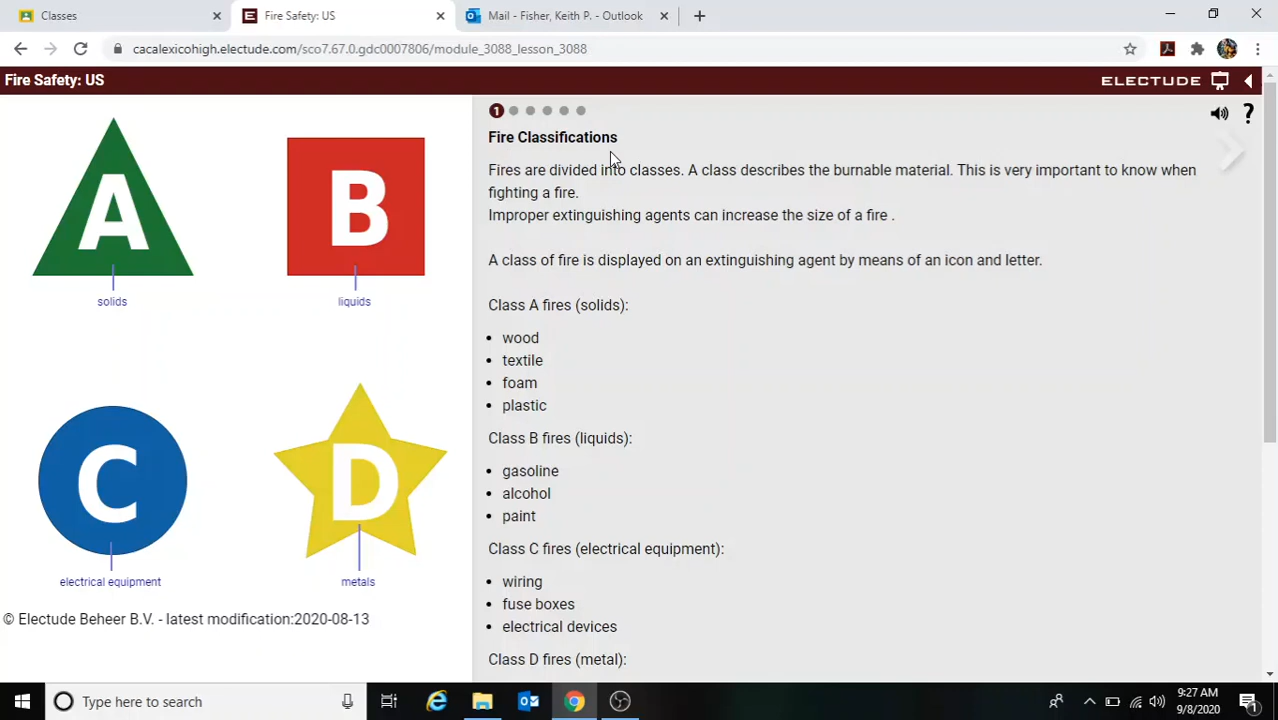 Classes
Fire Safety: US
Mail - Fisher, Keith P. - Outlook
cacalexicohigh.electude.com/sco7.67.0.gdc0007806/module_3088_lesson_3088
Fire Safety: US
ELECTUDE
A
solids
B
liquids
C
electrical equipment
D
metals
© Electude Beheer B.V. - latest modification:2020-08-13
1
?
Fire Classifications
Fires are divided into classes. A class describes the burnable material. This is very important to know when
fighting a fire.
Improper extinguishing agents can increase the size of a fire .
A class of fire is displayed on an extinguishing agent by means of an icon and letter.
Class A fires (solids):
• wood
• textile
• foam
• plastic
Class B fires (liquids):
• gasoline
• alcohol
• paint
Class C fires (electrical equipment):
• wiring
• fuse boxes
• electrical devices
Class D fires (metal):
Type here to search
9:27 AM
9/8/2020
1